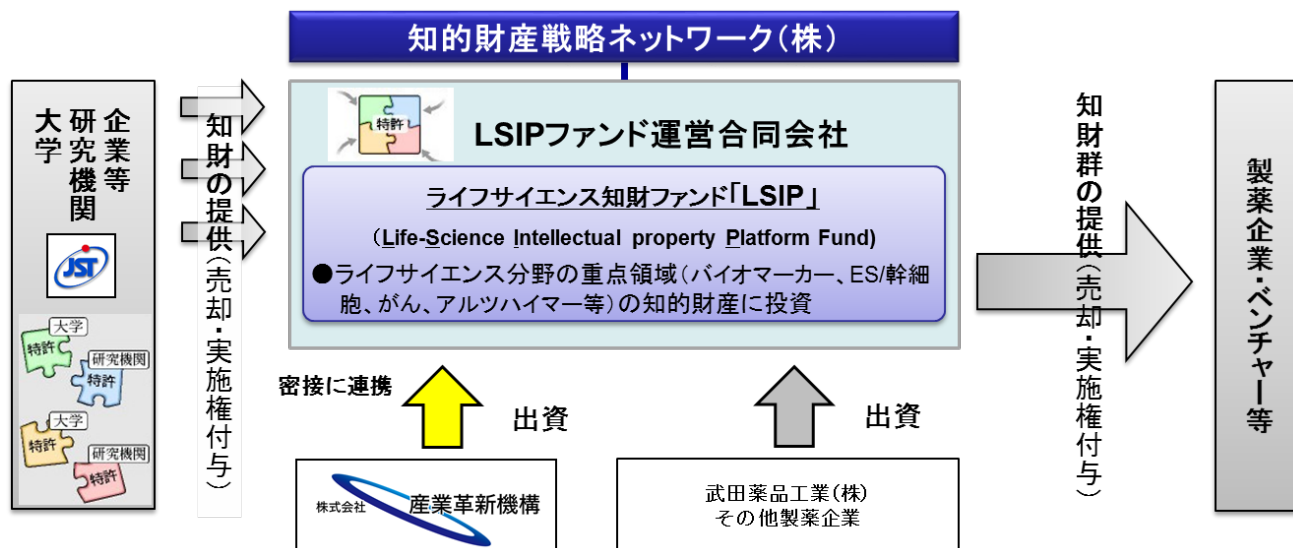 知的財産戦略ネットワーク(株)
大学
研究機関
企業等
JST
大学
特許
研究機関
特許
大学
特許
研究機関
特許
知財の提供(売却・実施権付与)
特許
LSIPファンド運営合同会社
ライフサイエンス知財ファンド「LSIP」
(Life-Science Intellectual property Platform Fund)
●ライフサイエンス分野の重点領域(バイオマーカー、ES/幹細
胞、がん、アルツハイマー等)の知的財産に投資
密接に連携
出資
出資
株式会社 産業革新機構
武田薬品工業(株)
その他製薬企業
知財群の提供(売却・実施権付与)
製薬企業・ベンチャー等